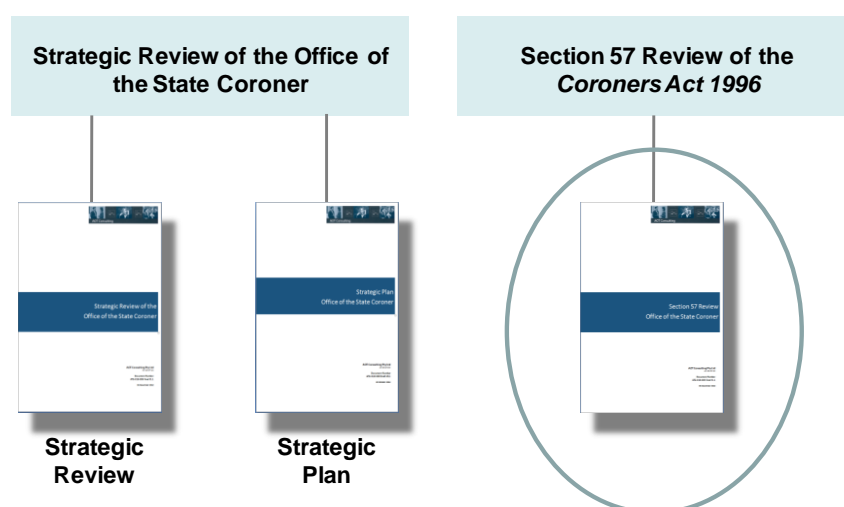 Strategic Review of the Office of
the State Coroner
Section 57 Review of the
Coroners Act 1996
Strategic Review of the
Office of the State Coroner
Strategic Plan
Office of the State Coroner
Section 57 Review
Office of the State Coroner
Strategic
Review
Strategic
Plan